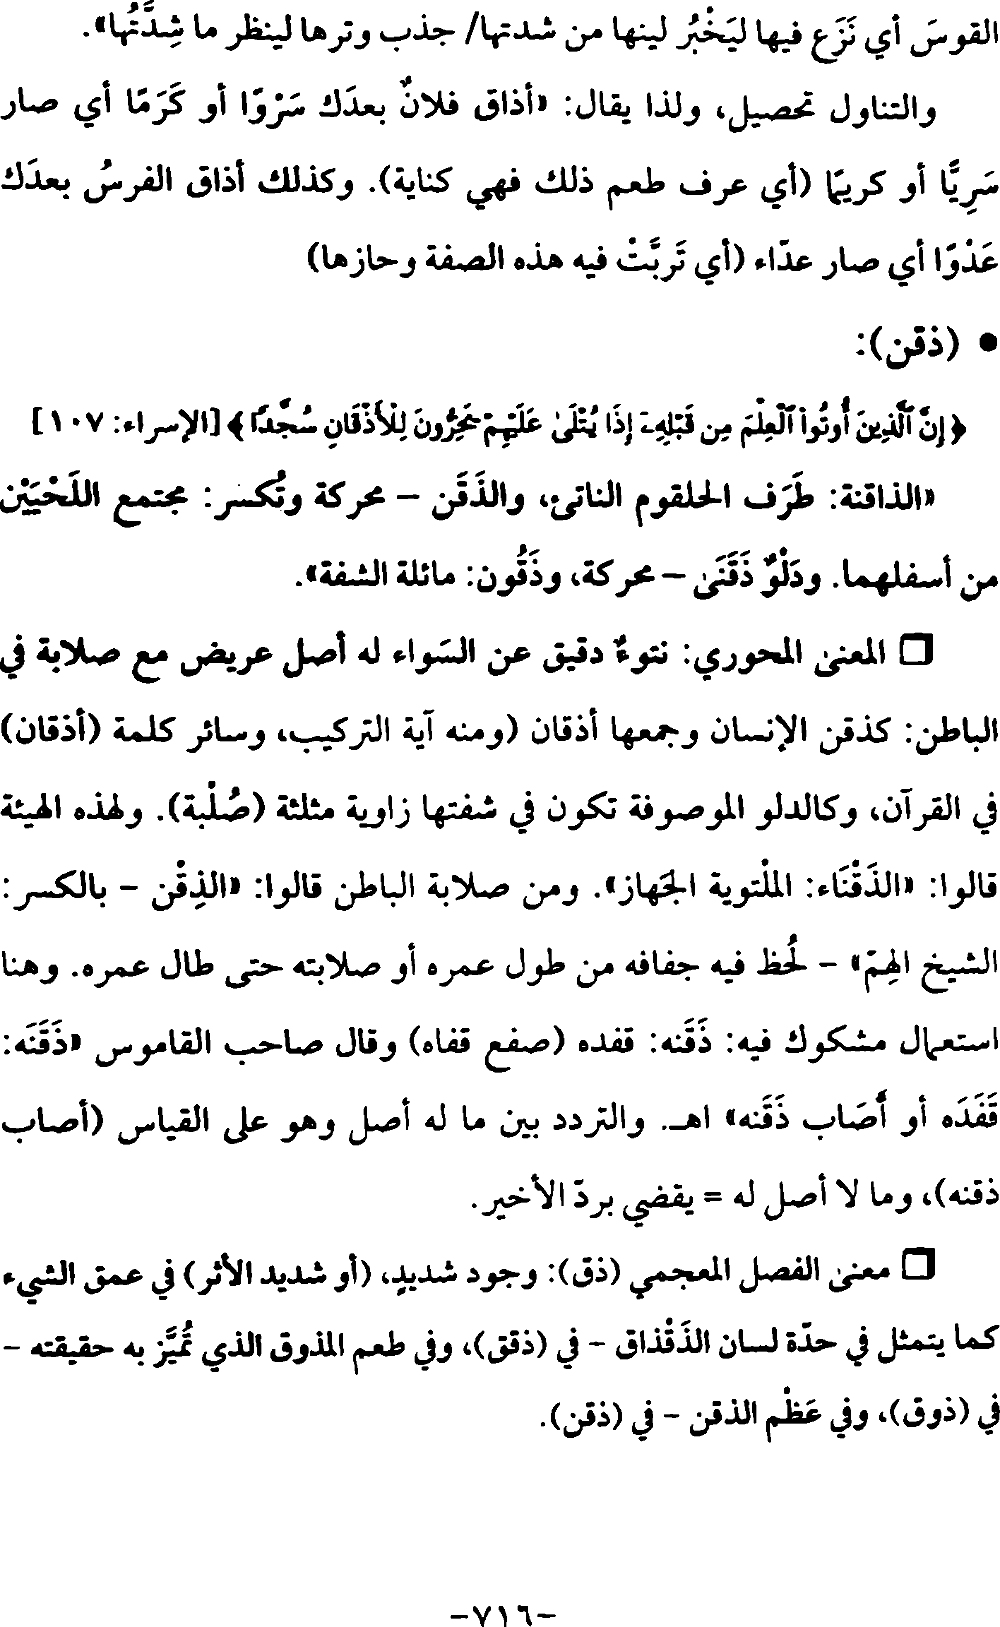 القوسَ أي نَزَع فيها ليَخْبُر لينها من شدتها/ جذب وترها لينظر ما شِدَّتُها».
والتناول تحصيل، ولذا يقال: «أذاق فلانٌ بعدَك سَرْوًا أو كَرَمًا أي صار
سَرِيًّا أو كريمًا (أي عرف طعم ذلك فهي كناية). وكذلك أذاق الفرسُ بعدَك
عَدْوًا أي صار عدّاء (أي تَربَّتْ فيه هذه الصفة وحازها)
• (ذقن):
﴿إِنَّ ٱلَّذِينَ أُوتُوا۟ ٱلْعِلْمَ مِن قَبْلِهِۦٓ إِذَا يُتْلَىٰ عَلَيْهِمْ يَخِرُّونَ لِلْأَذْقَانِ سُجَّدًا﴾ [الإسراء: ١٠٧]
«الذاقنة: طَرَف الحلقوم الناتئ، والذَقَن – محركة وتُكسر: مجتمع اللَحْيَيْن
من أسفلهما. ودَلْوٌ ذَقَنَىٰ – محركة، وذَقُون: مائلة الشفة».
❏ المعنىٰ المحوري: نتوءٌ دقيق عن السَواء له أصل عريض مع صلابة في
الباطن: كذقن الإنسان وجمعها أذقان (ومنه آية التركيب، وسائر كلمة (أذقان)
في القرآن، وكالدلو الموصوفة تكون في شفتها زاوية مثلثة (صُلْبة). ولهذه الهيئة
قالوا: «الذَقْنَاء: الملْتوية الجَهاز». ومن صلابة الباطن قالوا: «الذِقْن – بالكسر:
الشيخ الهِمّ» – لُحظ فيه جفافه من طول عمره أو صلابته حتى طال عمره. وهنا
استعمال مشكوك فيه: ذَقَنه: قفده (صفع قفاه) وقال صاحب القاموس «ذَقَنَه:
قَفَدَه أو أَصَاب ذَقَنه» اهـ. والتردد بين ما له أصل وهو على القياس (أصاب
ذقنه)، وما لا أصل له = يقضي بردّ الأخير.
❏ معنىٰ الفصل المعجمي (ذق): وجود شديدٍ، (أو شديد الأثر) في عمق الشيء
كما يتمثل في حدّة لسان الذَقْذاق – في (ذقق)، وفي طعم المذوق الذي تُمَيَّز به حقيقته –
في (ذوق)، وفي عَظْم الذقن – في (ذقن).
–٧١٦–